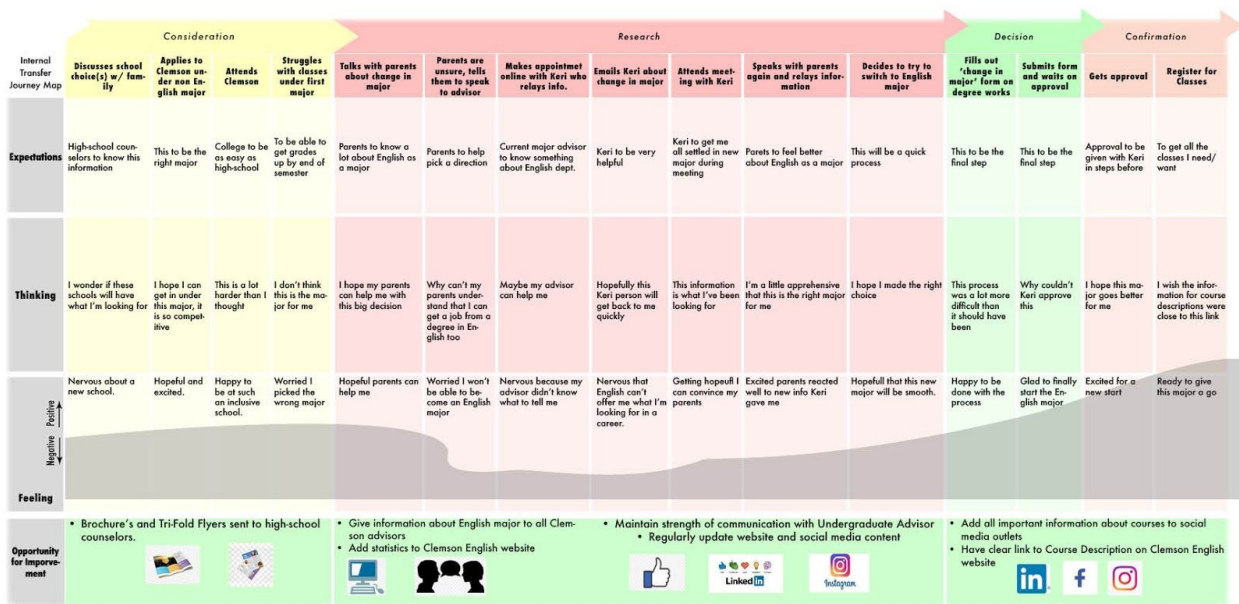 Consideration
Research
Decision
Confirmation
Internal
Transfer
Journey Map
Discusses school
choice(s) w/ fam-
ily
Applies to
Clemson un-
der non En-
glish major
Attends
Clemson
Struggles
with classes
under first
major
Talks with parents
about change in
major
Parents are
unsure, tells
them to speak
to advisor
Makes appointmet
online with Keri who
relays info.
Emails Keri about
change in major
Attends meet-
ing with Keri
Speaks with parents
again and relays infor-
mation
Decides to try to
switch to English
major
Fills out
'change in
major' form on
degree works
Submits form
and waits on
approval
Gets approval
Register for
Classes
Expectations
High-school coun-
selors to know this
information
This to be the
right major
College to be
as easy as
high-school
To be able to
get grades
up by end of
semester
Parents to know a
lot about English as
a major
Parents to help
pick a direction
Current major advisor
to know something
about English dept.
Keri to be very
helpful
Keri to get me
all settled in new
major during
meeting
Parets to feel better
about English as a major
This will be a quick
process
This to be the
final step
This to be the
final step
Approval to be
given with Keri
in steps before
To get all the
classes I need/
want
Thinking
I wonder if these
schools will have
what I'm looking for
I hope I can
get in under
this major, it
is so compet-
itive
This is a lot
harder than I
thought
I don't think
this is the ma-
jor for me
I hope my parents
can help me with
this big decision
Why can't my
parents under-
stand that I can
get a job from a
degree in En-
glish too
Maybe my advisor
can help me
Hopefully this
Keri person will
get back to me
quickly
This information
is what I've been
looking for
I'm a little apprehensive
that this is the right major
for me
I hope I made the right
choice
This process
was a lot more
difficult than
it should have
been
Why couldn't
Keri approve
this
I hope this ma-
jor goes better
for me
I wish the infor-
mation for course
descriptions were
close to this link
Positive
Negative
Feeling
Nervous about a
new school.
Hopeful and
excited.
Happy to
be at such
an inclusive
school.
Worried I
picked the
wrong major
Hopeful parents can
help me
Worried I won't
be able to be-
come an English
major
Nervous because my
advisor didn't know
what to tell me
Nervous that
English can't
offer me what I'm
looking for in a
career.
Getting hopeufl I
can convince my
parents
Excited parents reacted
well to new info Keri
gave me
Hopefull that this new
major will be smooth.
Happy to be
done with the
process
Glad to finally
start the En-
glish major
Excited for a
new start
Ready to give
this major a go
Opportunity
for Imporve-
ment
• Brochure's and Tri-Fold Flyers sent to high-school
counselors.
• Give information about English major to all Clem-
son advisors
• Add statistics to Clemson English website
• Maintain strength of communication with Undergraduate Advisor
• Regularly update website and social media content
Linked in
Instagram
• Add all important information about courses to social
media outlets
• Have clear link to Course Description on Clemson English
website
in
f